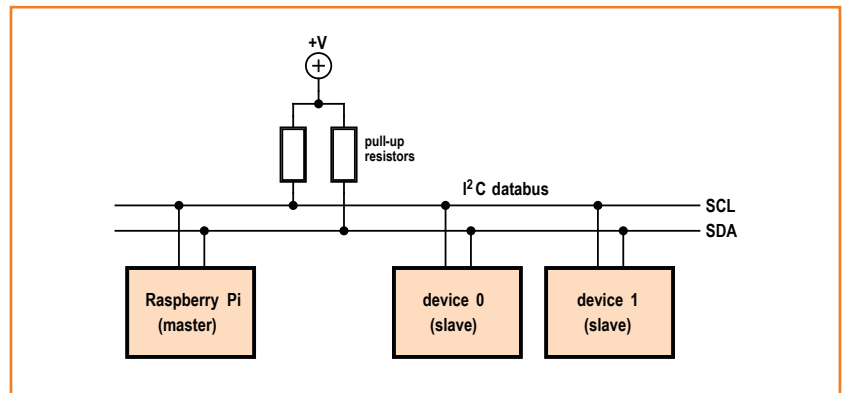 +V
pull-up
resistors
I²C databus
SCL
SDA
Raspberry Pi
(master)
device 0
(slave)
device 1
(slave)